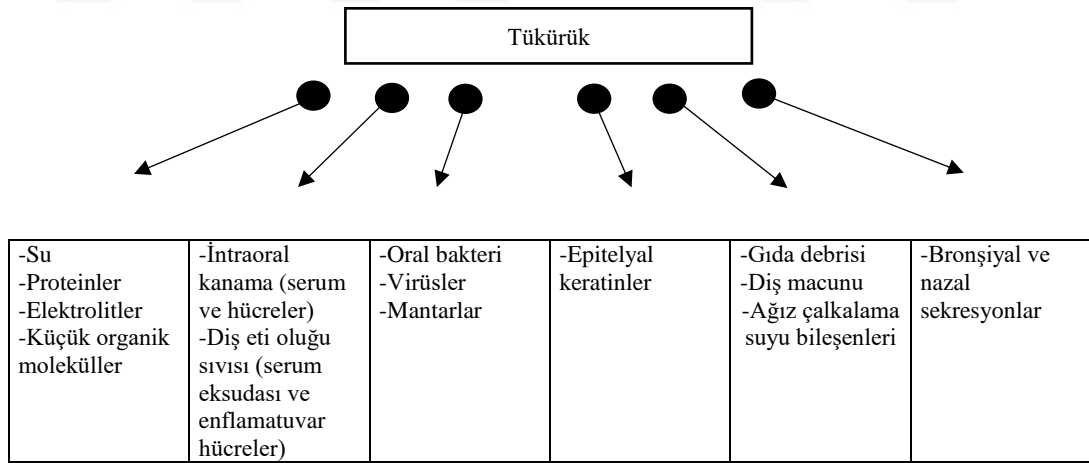 Tükürük
-Su
-Proteinler
-Elektrolitler
-Küçük organik
moleküller
-İntraoral
kanama (serum
ve hücreler)
-Diş eti oluğu
sıvısı (serum
eksudası ve
enflamatuvar
hücreler)
-Oral bakteri
-Virüsler
-Mantarlar
-Epitelyal
keratinler
-Gıda debrisi
-Diş macunu
-Ağız çalkalama
suyu bileşenleri
-Bronşiyal ve
nazal
sekresyonlar